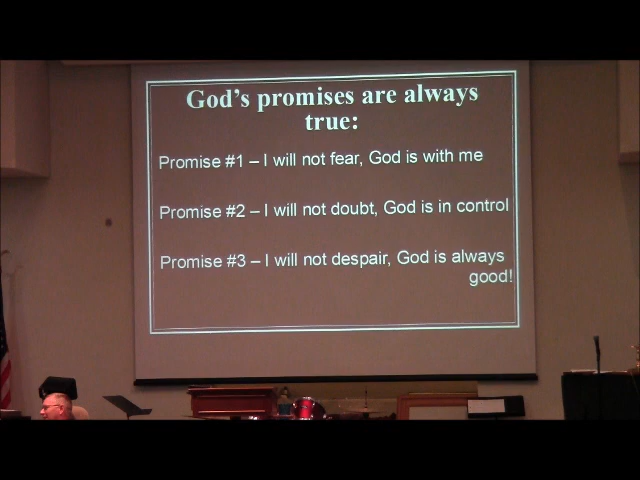 God's promises are always
true:
Promise #1 – I will not fear, God is with me
Promise #2 – I will not doubt, God is in control
Promise #3 – I will not despair, God is always
good!